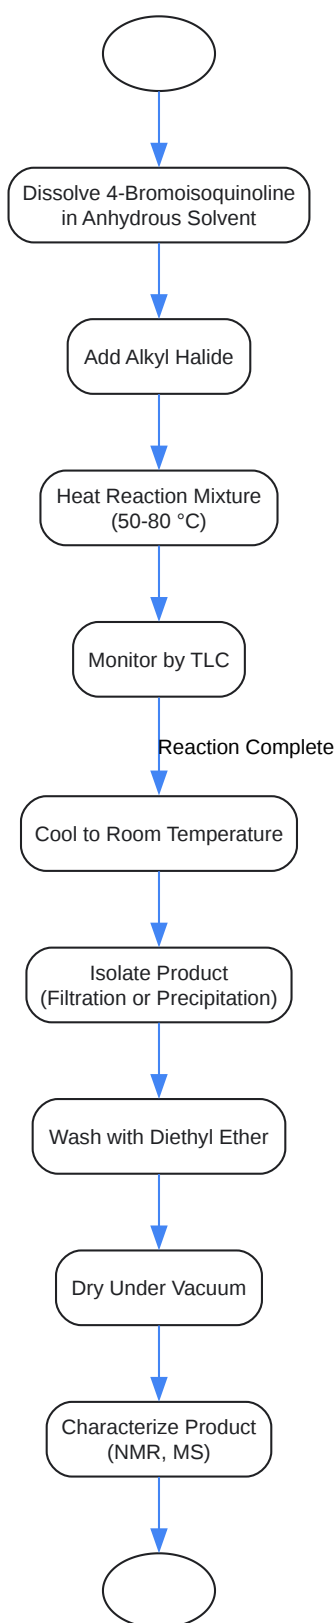 Dissolve 4-Bromoisoquinoline
in Anhydrous Solvent
Add Alkyl Halide
Heat Reaction Mixture
(50-80 °C)
Monitor by TLC
Reaction Complete
Cool to Room Temperature
Isolate Product
(Filtration or Precipitation)
Wash with Diethyl Ether
Dry Under Vacuum
Characterize Product
(NMR, MS)